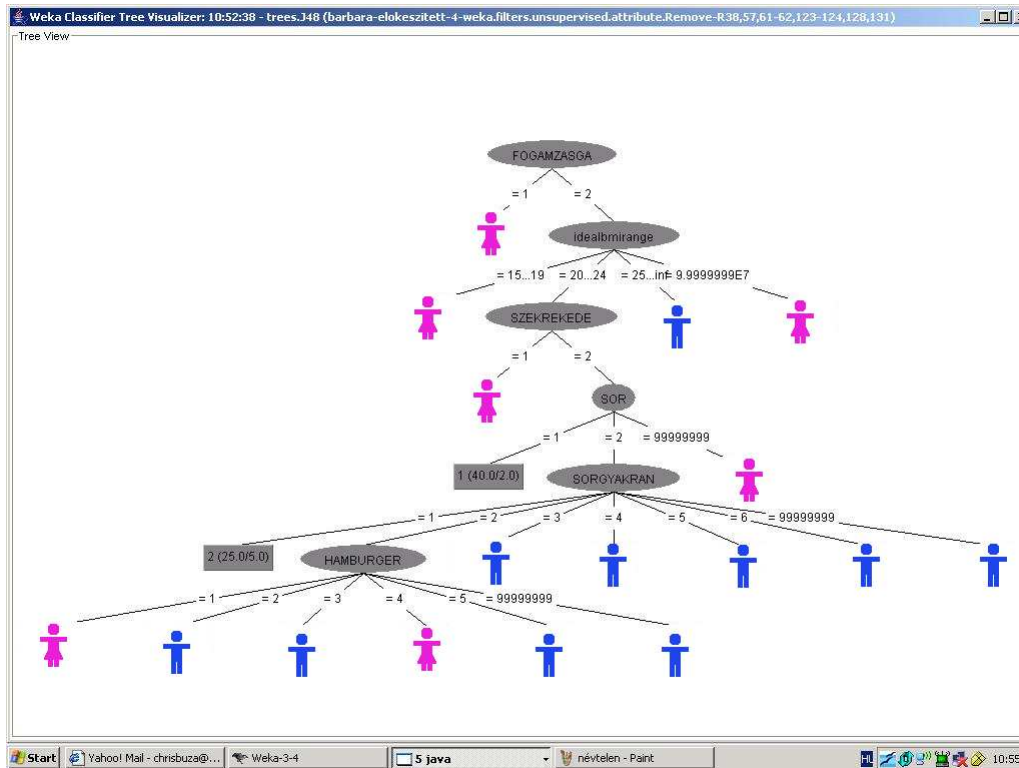 Weka Classifier Tree Visualizer: 10:52:38 - trees.J48 (barbara-elokeszitett-4-weka.filters.unsupervised.attribute.Remove-R38,57,61-62,123-124,128,131)
Tree View
FOGAMZASGA
= 1 = 2
idealbmirange
= 15...19 = 20...24 = 25...inf = 9.9999999E7
SZEKREKEDE
= 1 = 2
SOR
= 1 = 2 = 99999999
1 (40.0/2.0) SORGYAKRAN
= 1 = 2 = 3 = 4 = 5 = 6 = 99999999
2 (25.0/5.0) HAMBURGER
= 1 = 2 = 3 = 4 = 5 = 99999999
Start Yahoo! Mail - chrisbuza@... Weka-3-4 5 java névtelen - Paint HU 10:55